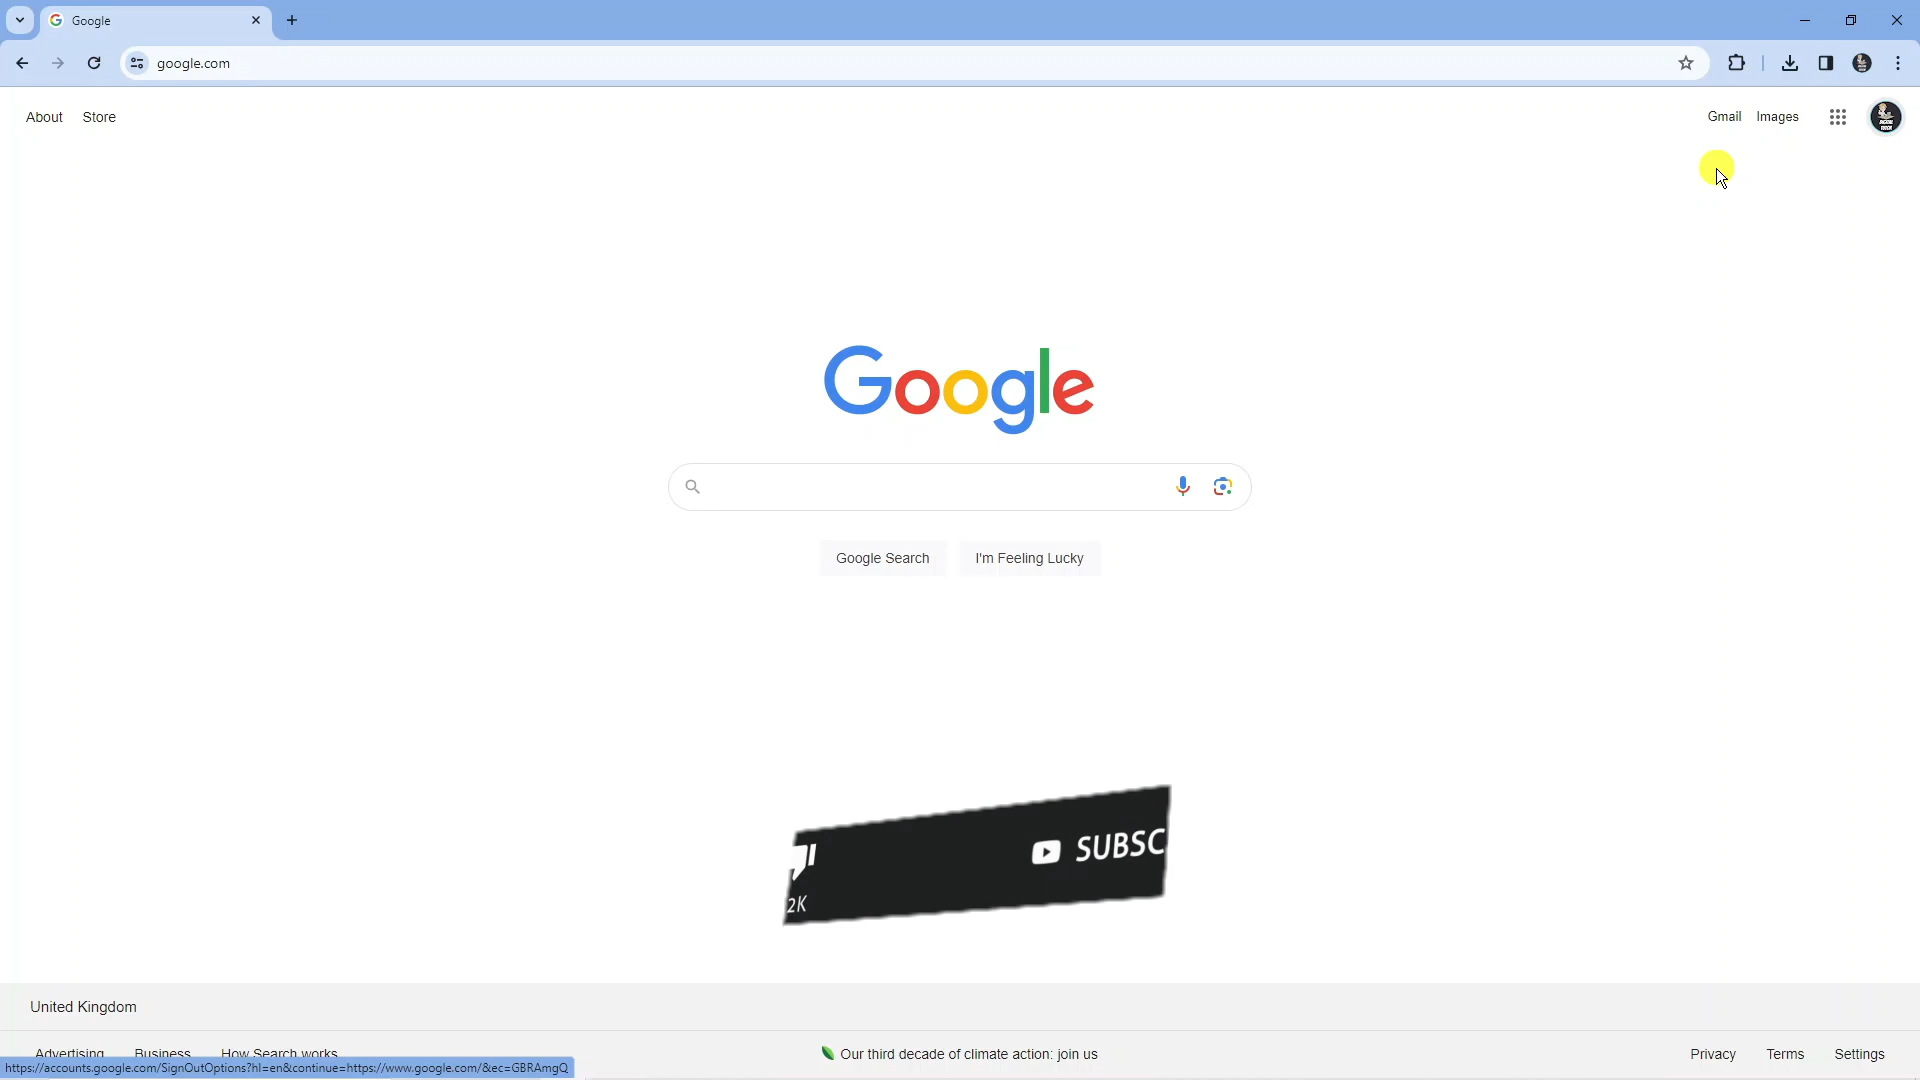 Google
google.com
About Store
Gmail Images
Google
Google Search I'm Feeling Lucky
SUBSC
2K
United Kingdom
Advertising Business How Search works
Our third decade of climate action: join us
Privacy Terms Settings
https://accounts.google.com/SignOutOptions?hl=en&continue=https://www.google.com/&ec=GBRAmgQ